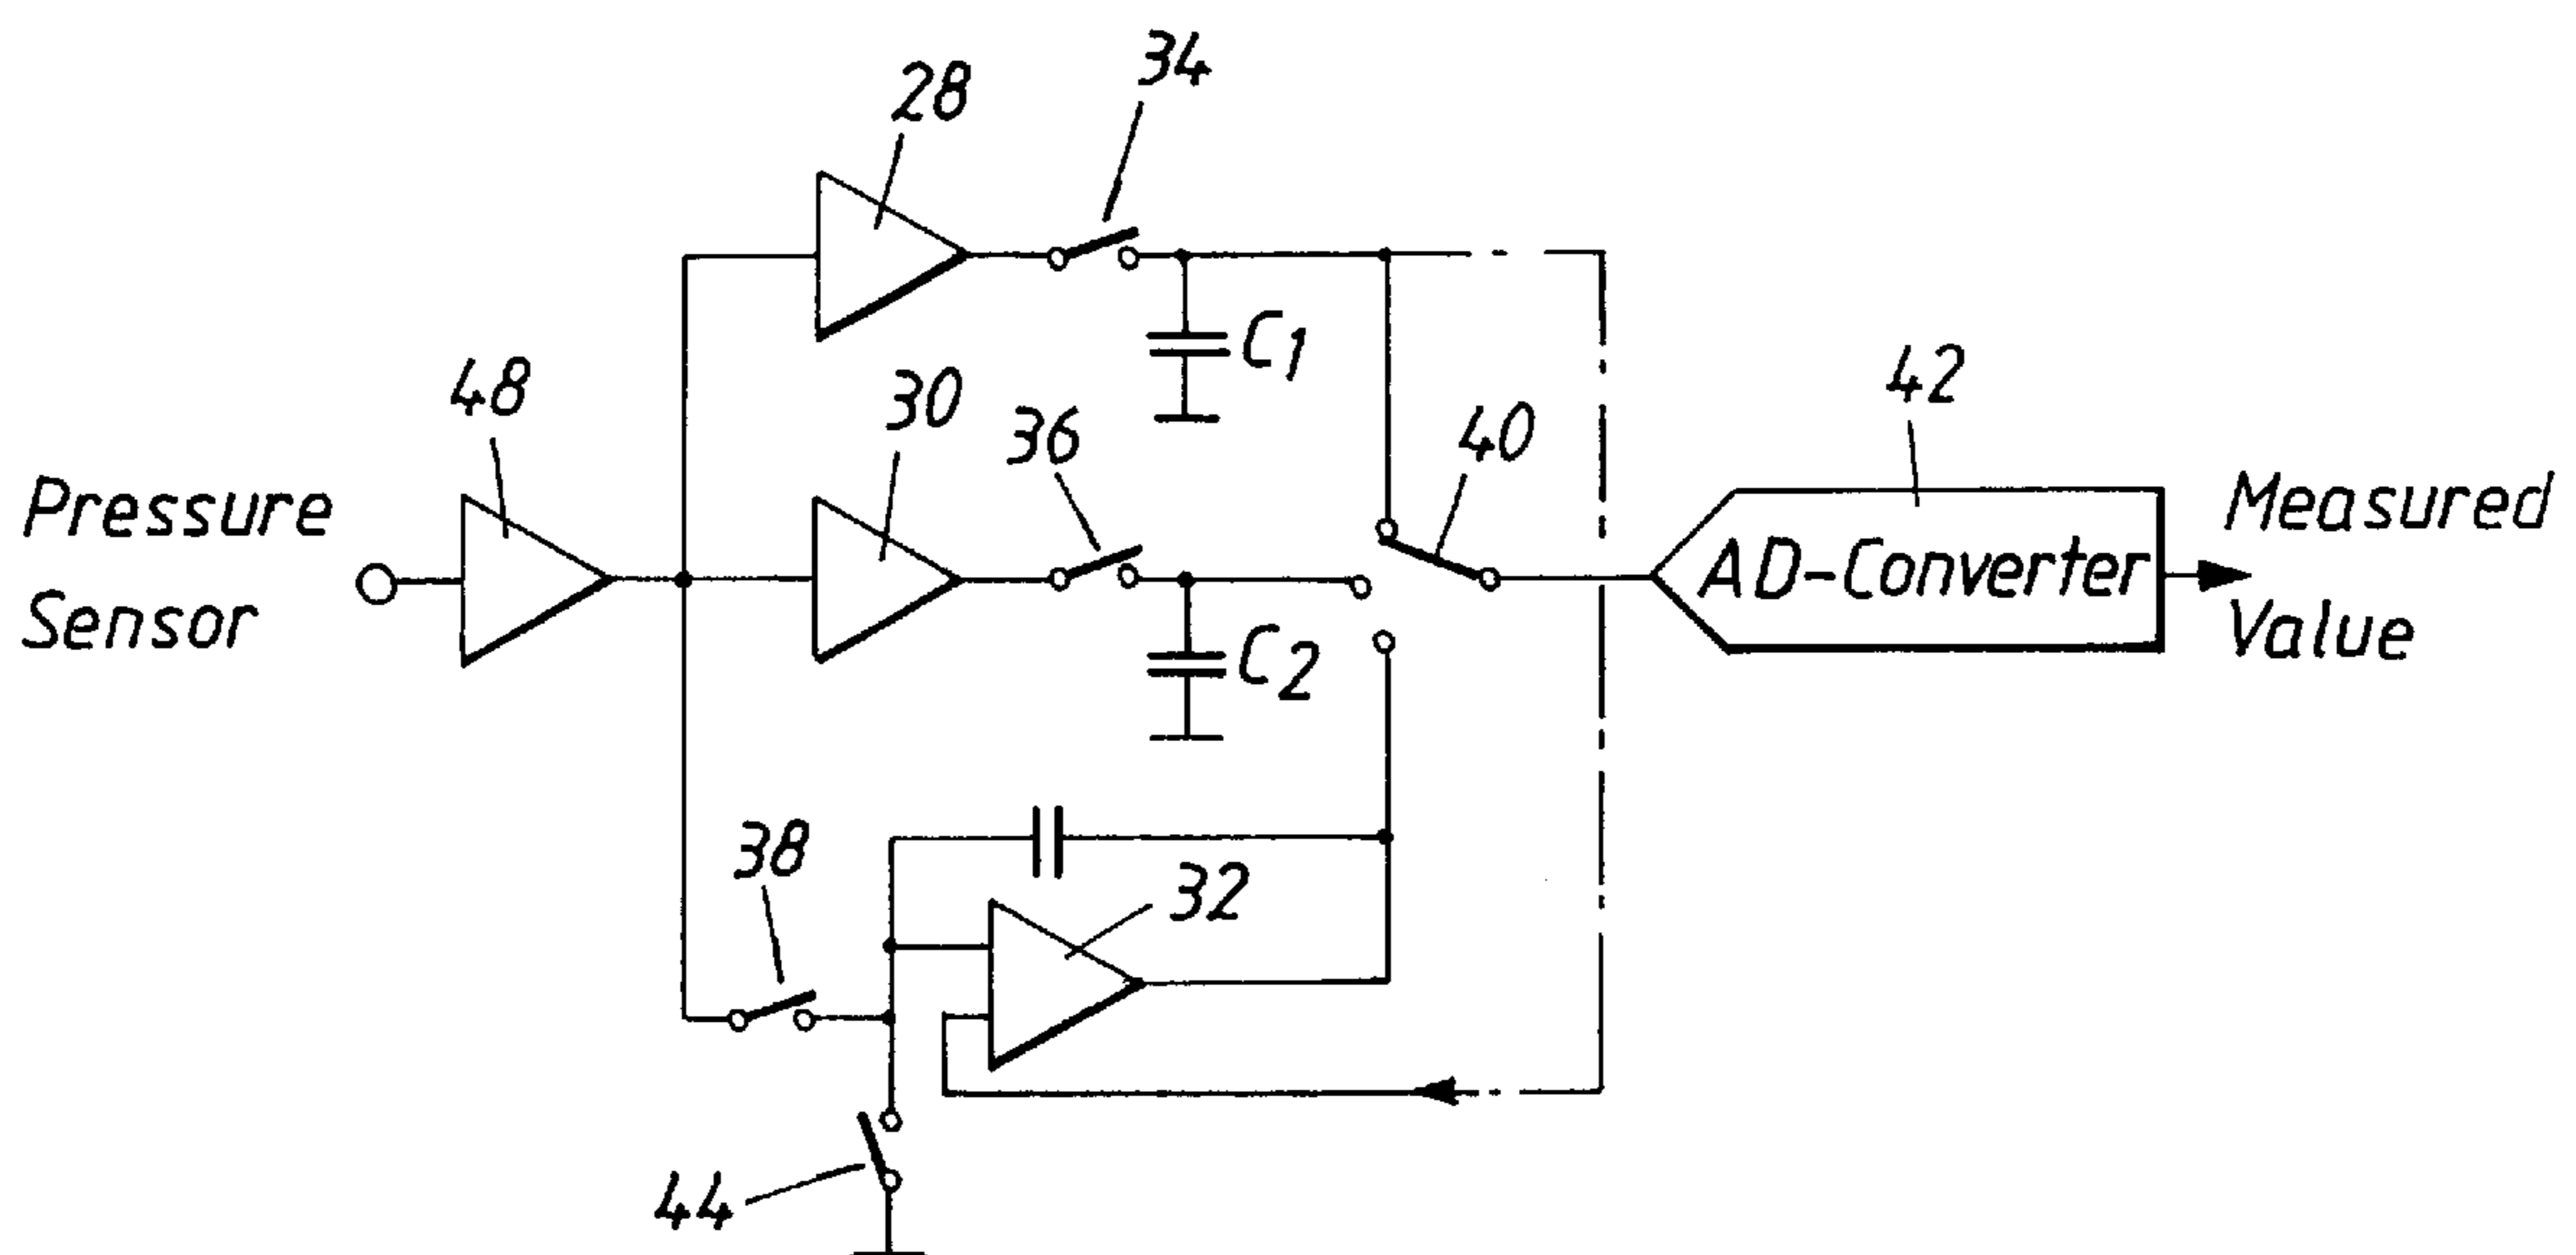 34
28
C1
48
30
36
40
42
Pressure
Sensor
AD-Converter
Measured
Value
C2
38
32
44